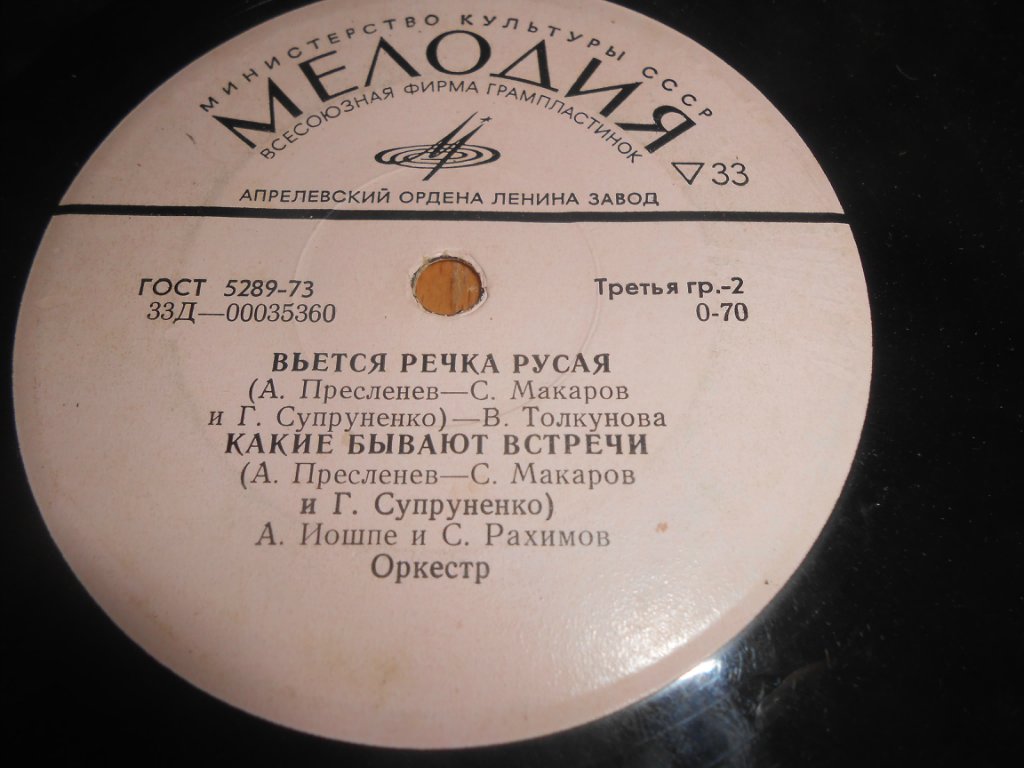 МИНИСТЕРСТВО КУЛЬТУРЫ СССР
МЕЛОДИЯ
ВСЕСОЮЗНАЯ ФИРМА ГРАМПЛАСТИНОК
33
АПРЕЛЕВСКИЙ ОРДЕНА ЛЕНИНА ЗАВОД
ГОСТ 5289-73
Третья гр.-2
33Д—00035360
0-70
ВЬЕТСЯ РЕЧКА РУСАЯ
(А. Пресленев—С. Макаров
и Г. Супруненко)—В. Толкунова
КАКИЕ БЫВАЮТ ВСТРЕЧИ
(А. Пресленев—С. Макаров
и Г. Супруненко)
А. Иошпе и С. Рахимов
Оркестр